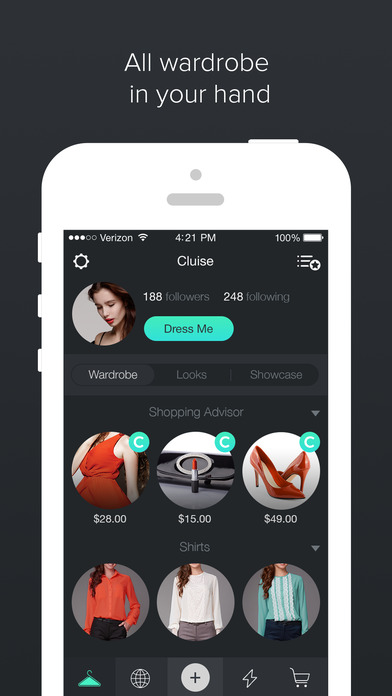 All wardrobe
in your hand
Verizon 4:21 PM 100%
Cluise
188 followers 248 following
Dress Me
Wardrobe Looks Showcase
Shopping Advisor
C C
$28.00 $15.00 $49.00
Shirts